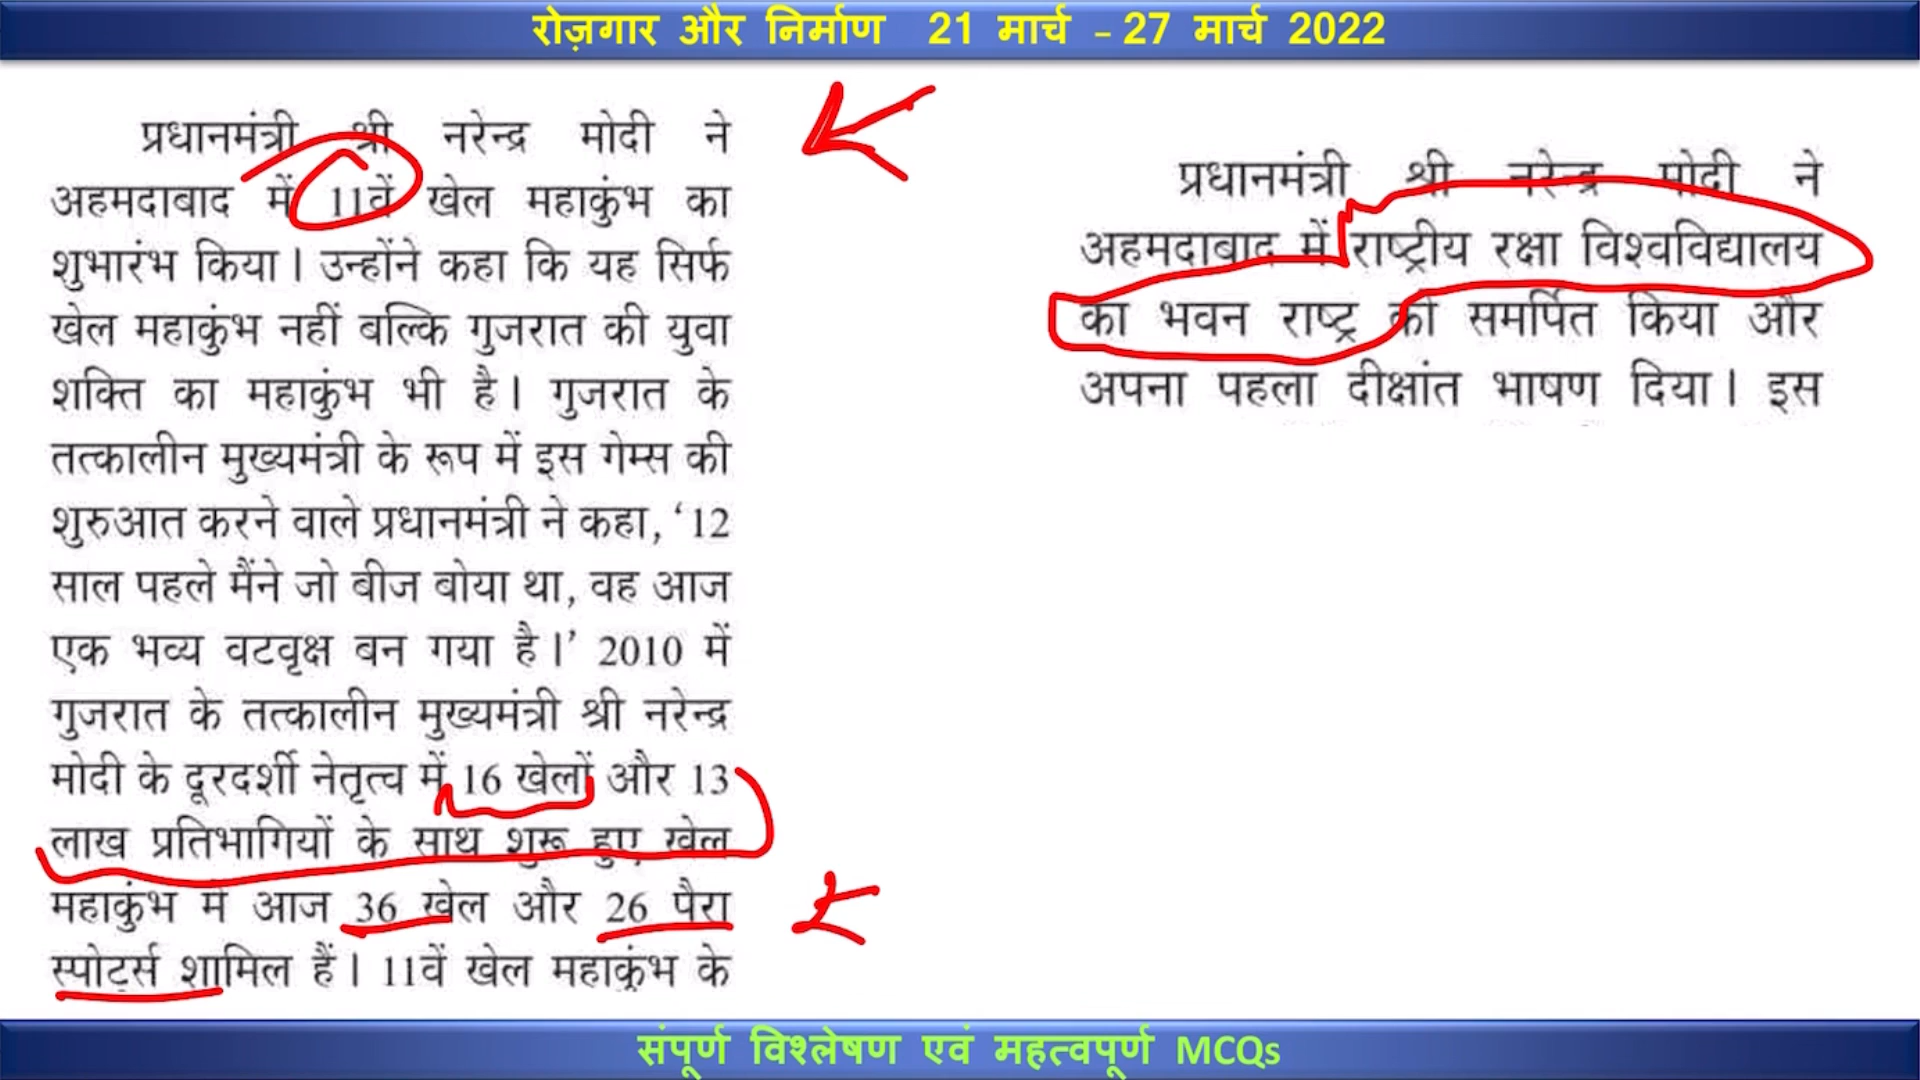 रोज़गार और निर्माण 21 मार्च - 27 मार्च 2022
प्रधानमंत्री श्री नरेन्द्र मोदी ने
अहमदाबाद में 11वें खेल महाकुंभ का
शुभारंभ किया। उन्होंने कहा कि यह सिर्फ
खेल महाकुंभ नहीं बल्कि गुजरात की युवा
शक्ति का महाकुंभ भी है। गुजरात के
तत्कालीन मुख्यमंत्री के रूप में इस गेम्स की
शुरुआत करने वाले प्रधानमंत्री ने कहा, ‘12
साल पहले मैंने जो बीज बोया था, वह आज
एक भव्य वटवृक्ष बन गया है।’ 2010 में
गुजरात के तत्कालीन मुख्यमंत्री श्री नरेन्द्र
मोदी के दूरदर्शी नेतृत्व में 16 खेलों और 13
लाख प्रतिभागियों के साथ शुरू हुए खेल
महाकुंभ में आज 36 खेल और 26 पैरा
स्पोर्ट्स शामिल हैं। 11वें खेल महाकुंभ के
प्रधानमंत्री श्री नरेन्द्र मोदी ने
अहमदाबाद में राष्ट्रीय रक्षा विश्वविद्यालय
का भवन राष्ट्र को समर्पित किया और
अपना पहला दीक्षांत भाषण दिया। इस
संपूर्ण विश्लेषण एवं महत्वपूर्ण MCQs